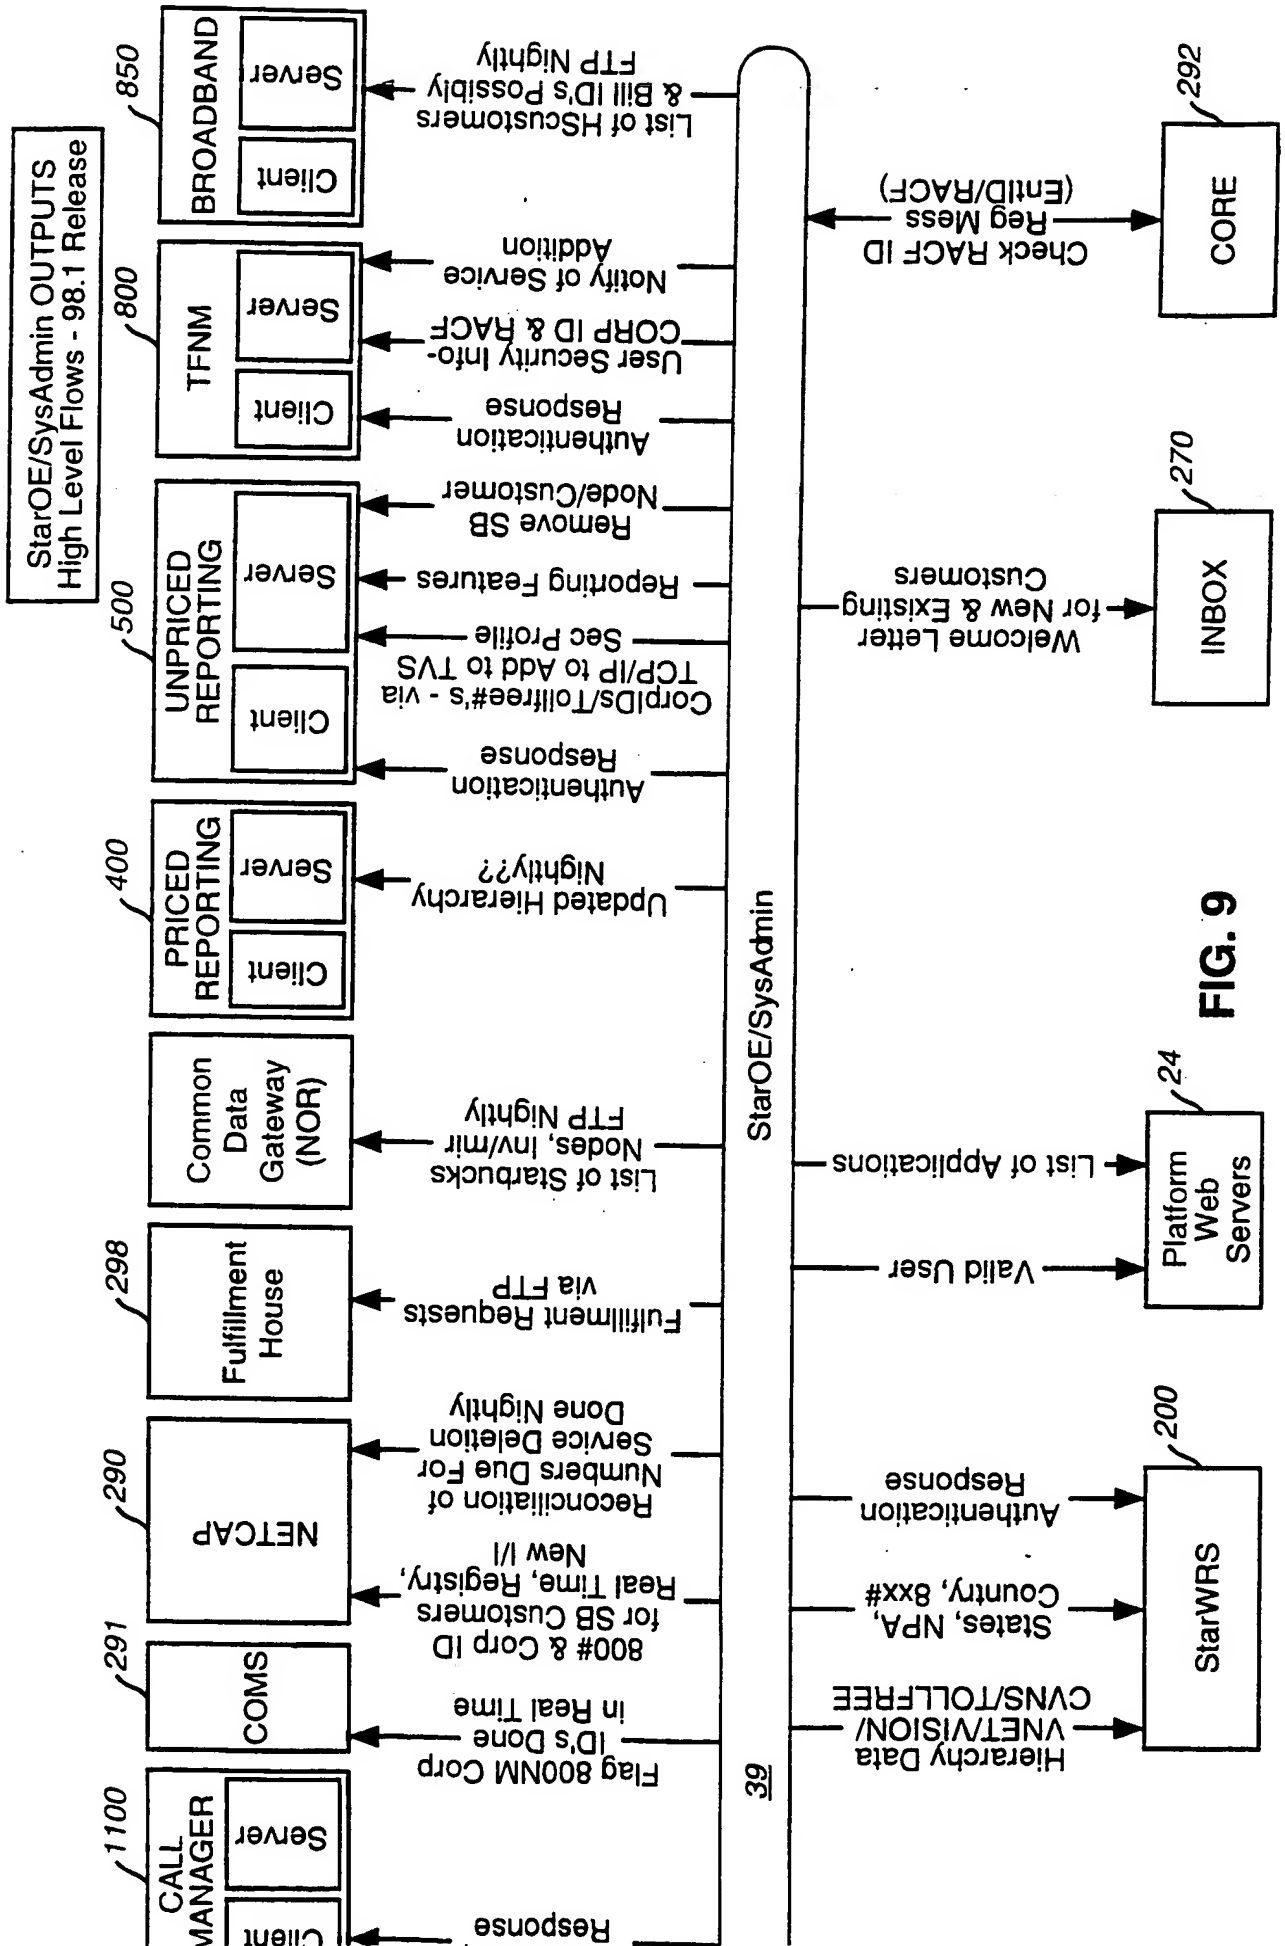 StarOE/SysAdmin OUTPUTS
High Level Flows - 98.1 Release
1100
CALL
MANAGER
Client
Server
Response
291
COMS
Flag 800NM Corp
ID's Done
in Real Time
290
NETCAP
800# & Corp ID
for SB Customers
Real Time, Registry,
New I/I
Reconciliation of
Numbers Due For
Service Deletion
Done Nightly
298
Fulfillment
House
Fulfillment Requests
via FTP
Common
Data
Gateway
(NOR)
List of Starbucks
Nodes, Inv/mir
FTP Nightly
400
PRICED
REPORTING
Client
Server
Updated Hierarchy
Nightly??
500
UNPRICED
REPORTING
Client
Server
Authentication
Response
CorpIDs/Tollfree#'s - via
TCP/IP to Add to TVS
Sec Profile
Reporting Features
Remove SB
Node/Customer
800
TFNM
Client
Server
Authentication
Response
User Security Info-
CORP ID & RACF
Notify of Service
Addition
850
BROADBAND
Client
Server
List of HScustomers
& Bill ID's Possibly
FTP Nightly
39
StarOE/SysAdmin
Hierarchy Data
VNET/VISION/
CVNS/TOLLFREE
States, NPA,
Country, 8xx#
Authentication
Response
200
StarWRS
Valid User
List of Applications
24
Platform
Web
Servers
Welcome Letter
for New & Existing
Customers
270
INBOX
Check RACF ID
Reg Mess
(EntID/RACF)
292
CORE
FIG. 9